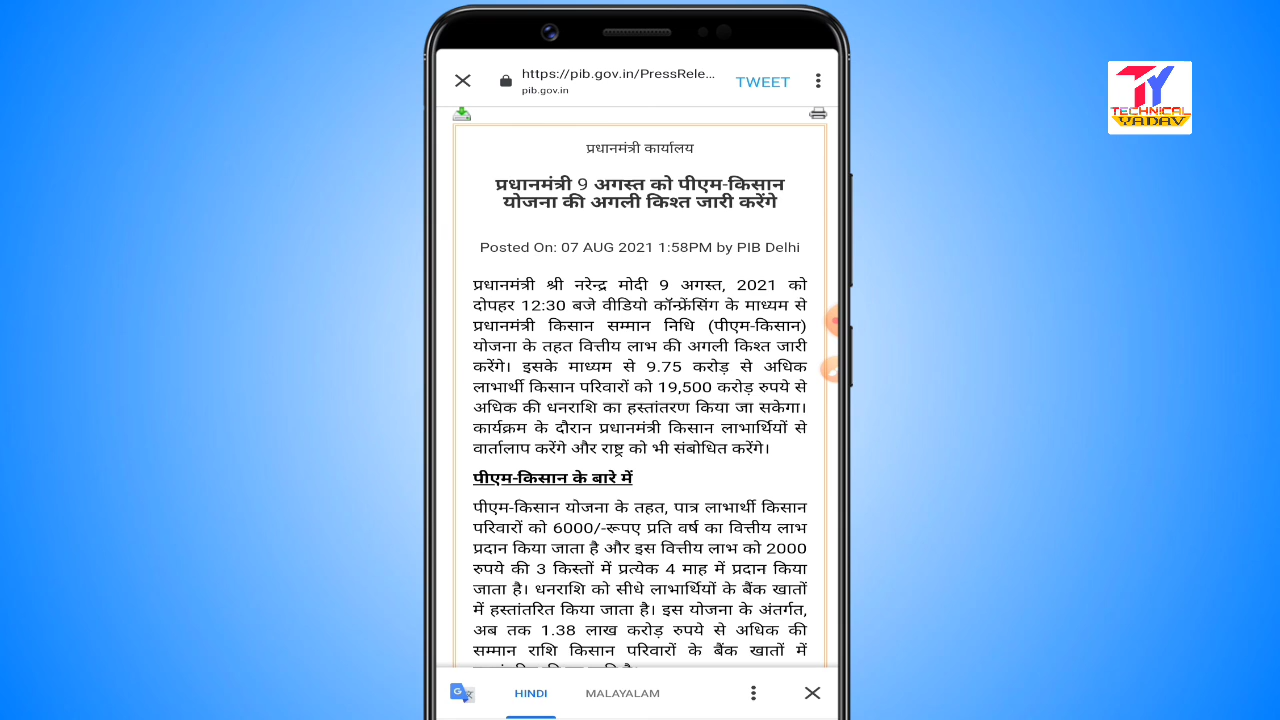 https://pib.gov.in/PressRele...
pib.gov.in
TWEET
TY
TECHNICAL
YADAV
प्रधानमंत्री कार्यालय
प्रधानमंत्री 9 अगस्त को पीएम-किसान
योजना की अगली किश्त जारी करेंगे
Posted On: 07 AUG 2021 1:58PM by PIB Delhi
प्रधानमंत्री श्री नरेन्द्र मोदी 9 अगस्त, 2021 को
दोपहर 12:30 बजे वीडियो कॉन्फ्रेंसिंग के माध्यम से
प्रधानमंत्री किसान सम्मान निधि (पीएम-किसान)
योजना के तहत वित्तीय लाभ की अगली किश्त जारी
करेंगे। इसके माध्यम से 9.75 करोड़ से अधिक
लाभार्थी किसान परिवारों को 19,500 करोड़ रुपये से
अधिक की धनराशि का हस्तांतरण किया जा सकेगा।
कार्यक्रम के दौरान प्रधानमंत्री किसान लाभार्थियों से
वार्तालाप करेंगे और राष्ट्र को भी संबोधित करेंगे।
पीएम-किसान के बारे में
पीएम-किसान योजना के तहत, पात्र लाभार्थी किसान
परिवारों को 6000/-रूपए प्रति वर्ष का वित्तीय लाभ
प्रदान किया जाता है और इस वित्तीय लाभ को 2000
रुपये की 3 किस्तों में प्रत्येक 4 माह में प्रदान किया
जाता है। धनराशि को सीधे लाभार्थियों के बैंक खातों
में हस्तांतरित किया जाता है। इस योजना के अंतर्गत,
अब तक 1.38 लाख करोड़ रुपये से अधिक की
सम्मान राशि किसान परिवारों के बैंक खातों में
HINDI
MALAYALAM